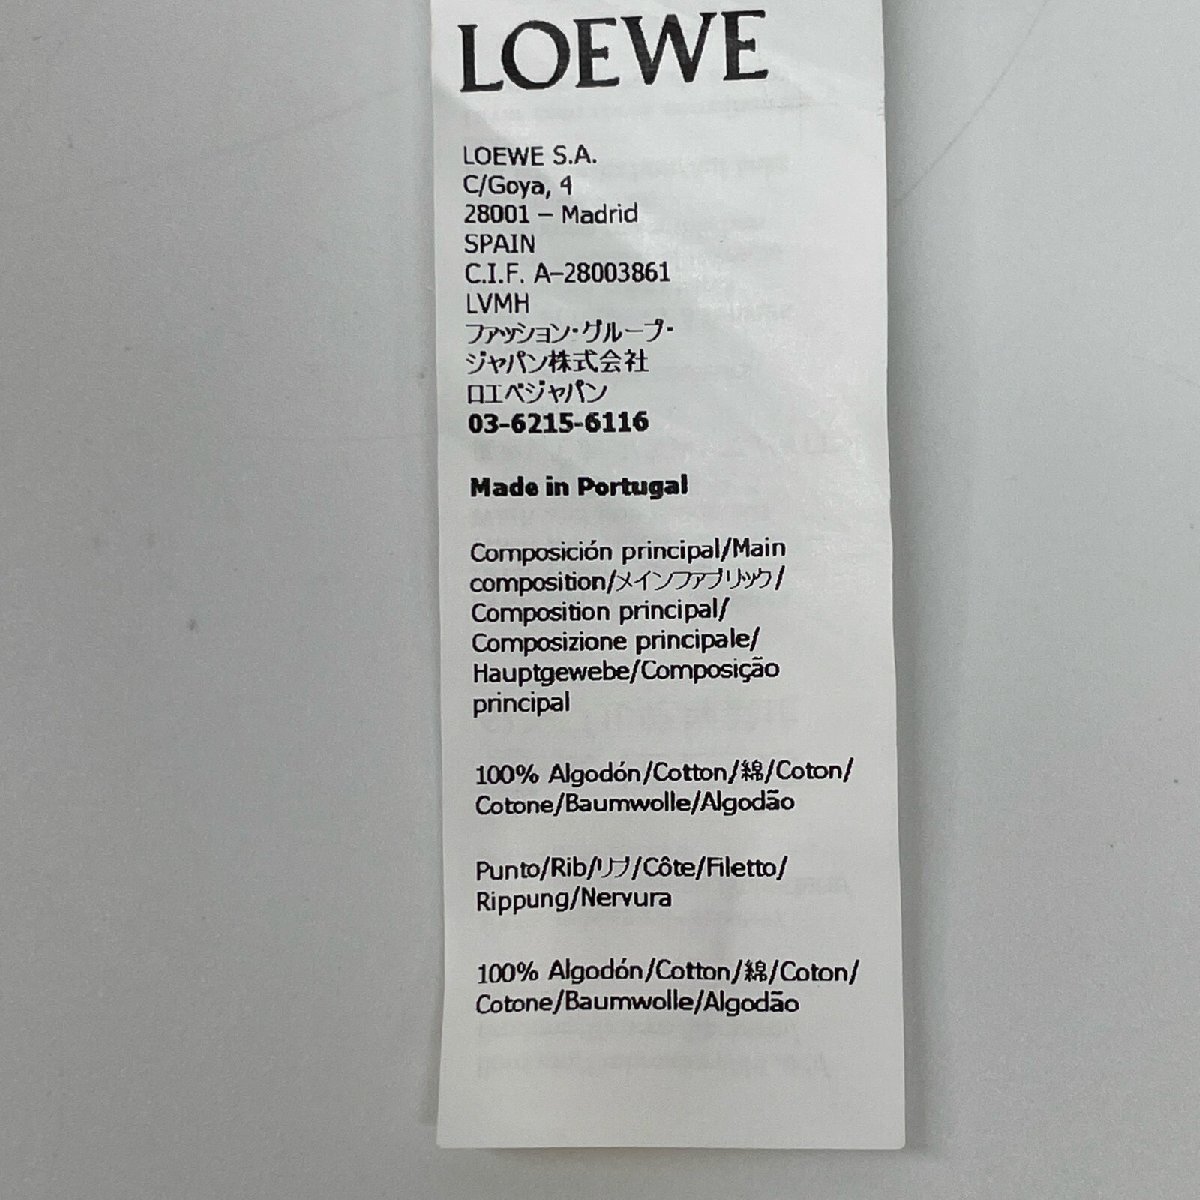 LOEWE
LOEWE S.A.
C/Goya, 4
28001 – Madrid
SPAIN
C.I.F. A–28003861
LVMH
ファッション・グループ・
ジャパン株式会社
ロエベジャパン
03-6215-6116
Made in Portugal
Composición principal/Main
composition/メインファブリック/
Composition principal/
Composizione principale/
Hauptgewebe/Composição
principal
100% Algodón/Cotton/綿/Coton/
Cotone/Baumwolle/Algodão
Punto/Rib/リブ/Côte/Filetto/
Rippung/Nervura
100% Algodón/Cotton/綿/Coton/
Cotone/Baumwolle/Algodão